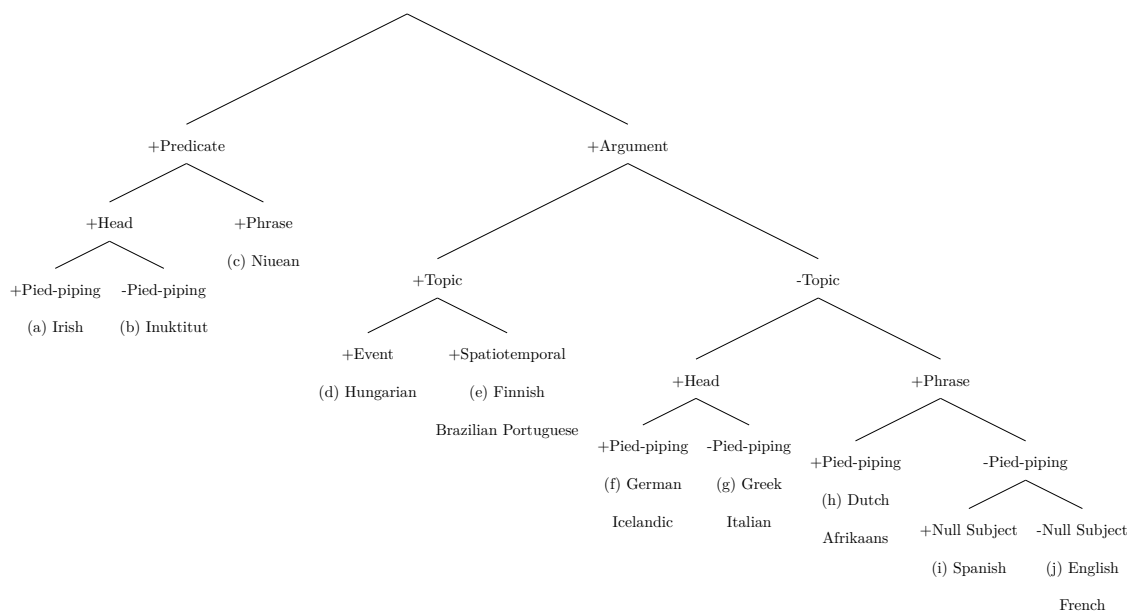 +Predicate
+Argument
+Head
+Phrase
(c) Niuean
+Pied-piping
(a) Irish
-Pied-piping
(b) Inuktitut
+Topic
-Topic
+Event
(d) Hungarian
+Spatiotemporal
(e) Finnish
Brazilian Portuguese
+Head
+Phrase
+Pied-piping
(f) German
Icelandic
-Pied-piping
(g) Greek
Italian
+Pied-piping
(h) Dutch
Afrikaans
-Pied-piping
+Null Subject
(i) Spanish
-Null Subject
(j) English
French